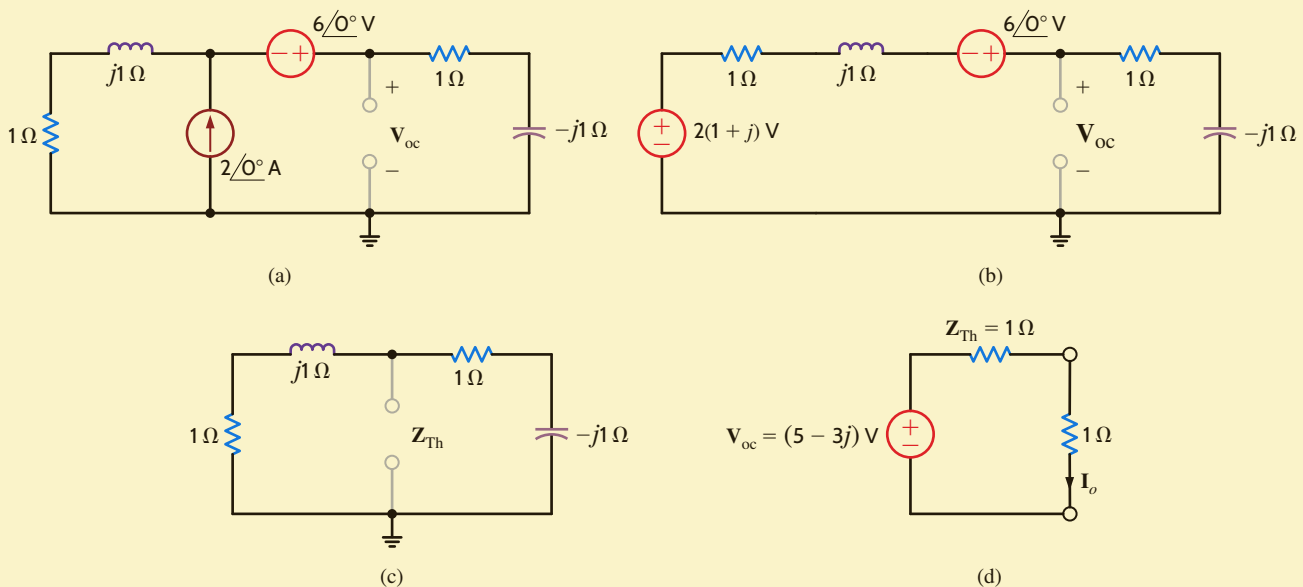 6/0° V
j1 Ω
− +
1 Ω
+
1 Ω
V_oc
−j1 Ω
2/0° A
−
(a)
6/0° V
1 Ω
j1 Ω
− +
1 Ω
+
+
−
2(1 + j) V
V_oc
−j1 Ω
−
(b)
j1 Ω
1 Ω
1 Ω
Z_Th
−j1 Ω
(c)
Z_Th = 1 Ω
V_oc = (5 − 3j) V
+
−
1 Ω
I_o
(d)